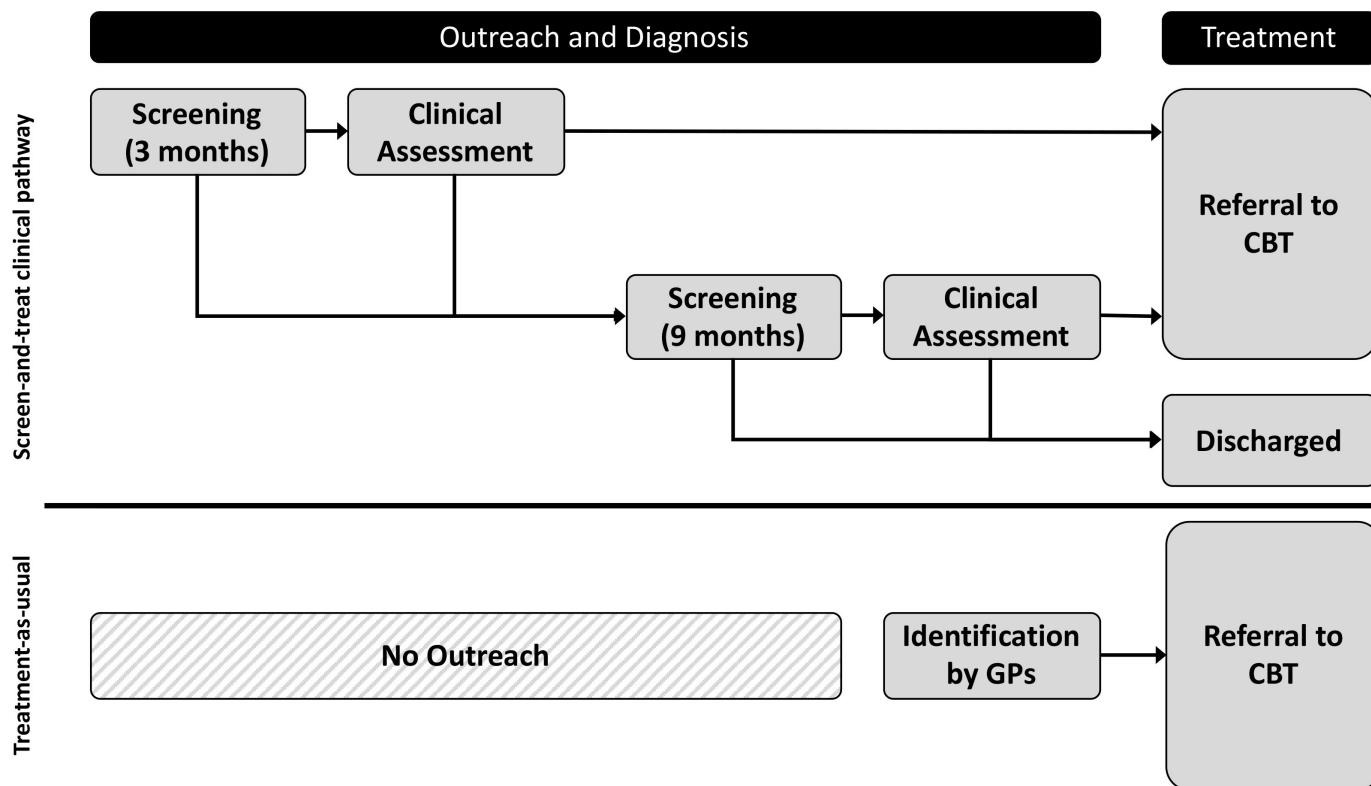 Outreach and Diagnosis
Treatment
Screen-and-treat clinical pathway
Screening
(3 months)
Clinical
Assessment
Referral to
CBT
Screening
(9 months)
Clinical
Assessment
Discharged
Treatment-as-usual
No Outreach
Identification
by GPs
Referral to
CBT